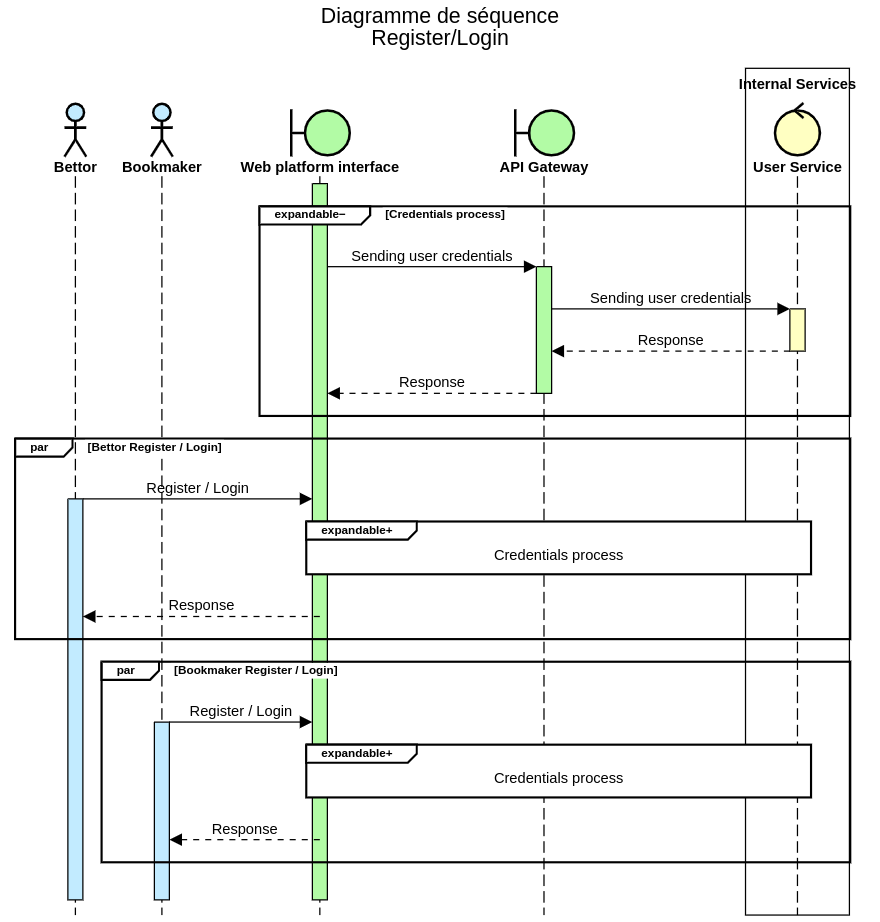 Diagramme de séquence
Register/Login
Internal Services
Bettor
Bookmaker
Web platform interface
API Gateway
User Service
expandable−
[Credentials process]
Sending user credentials
Sending user credentials
Response
Response
par
[Bettor Register / Login]
Register / Login
expandable+
Credentials process
Response
par
[Bookmaker Register / Login]
Register / Login
expandable+
Credentials process
Response